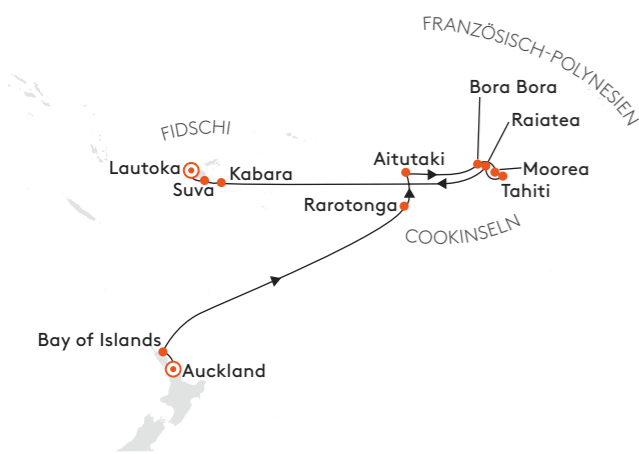 FRANZÖSISCH-POLYNESIEN
Bora Bora
Raiatea
FIDSCHI
Lautoka
Kabara
Aitutaki
Moorea
Suva
Tahiti
Rarotonga
COOKINSELN
Bay of Islands
Auckland